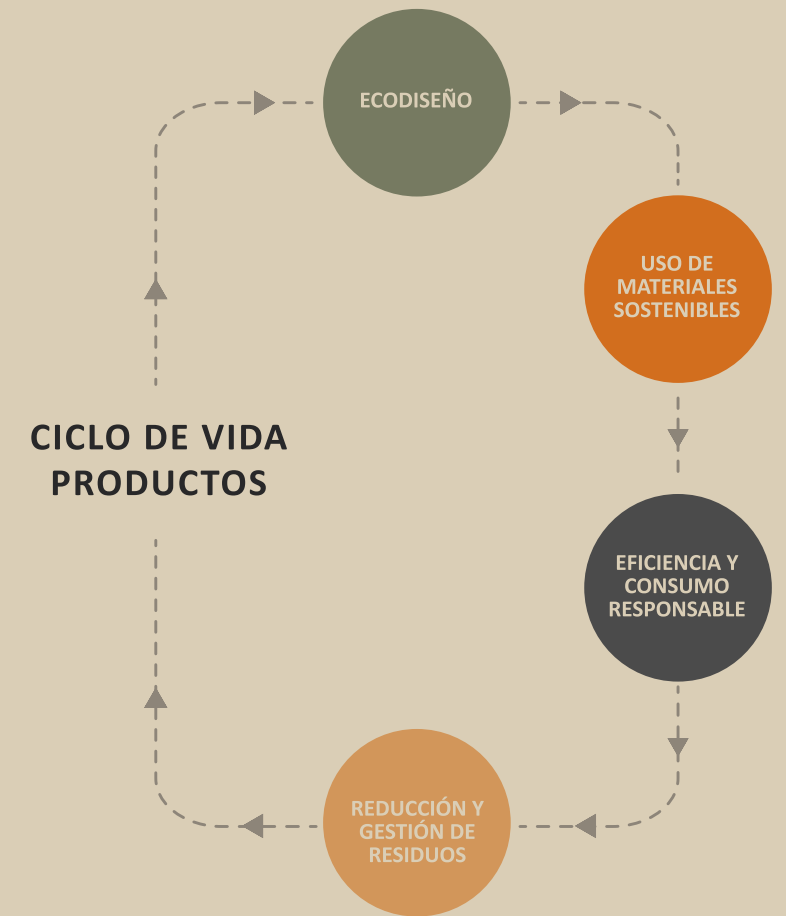 ECODISEÑO
USO DE
MATERIALES
SOSTENIBLES
CICLO DE VIDA
PRODUCTOS
EFICIENCIA Y
CONSUMO
RESPONSABLE
REDUCCIÓN Y
GESTIÓN DE
RESIDUOS